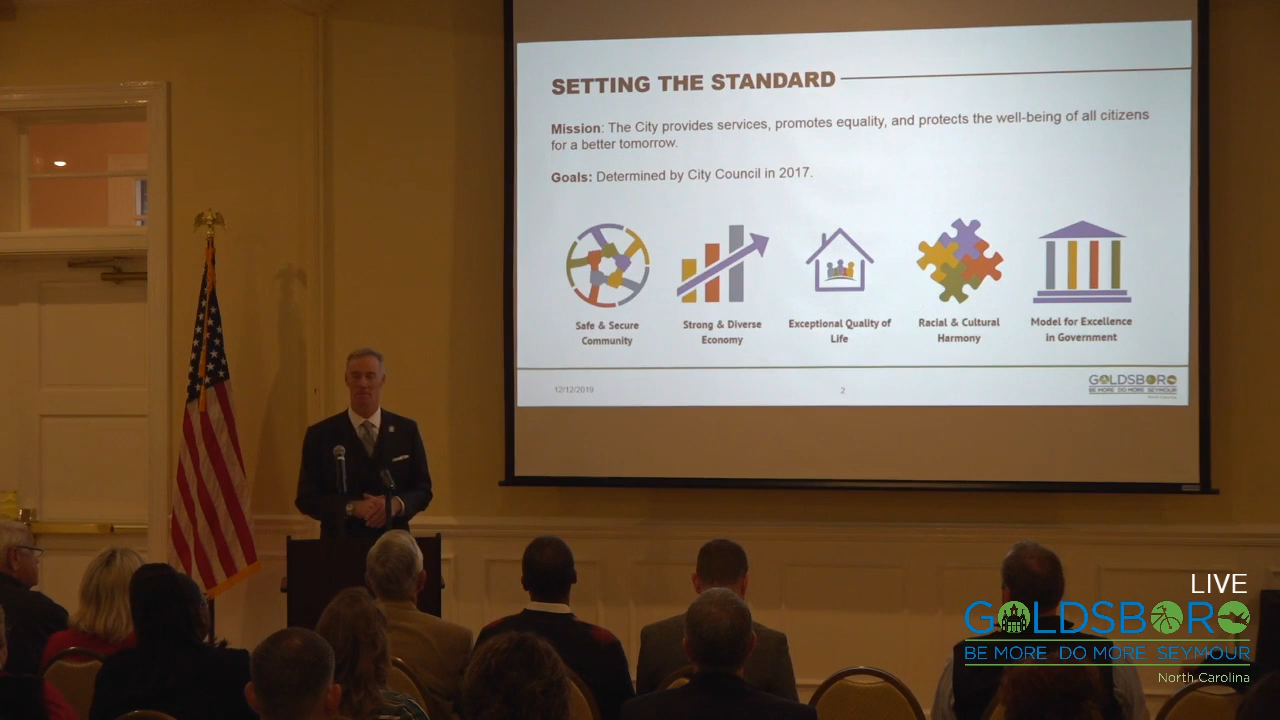 SETTING THE STANDARD
Mission: The City provides services, promotes equality, and protects the well-being of all citizens
for a better tomorrow.
Goals: Determined by City Council in 2017.
Safe & Secure
Community
Strong & Diverse
Economy
Exceptional Quality of
Life
Racial & Cultural
Harmony
Model for Excellence
in Government
12/12/2019
2
GOLDSBORO
BE MORE DO MORE SEYMOUR
North Carolina
LIVE
GOLDSBORO
BE MORE DO MORE SEYMOUR
North Carolina